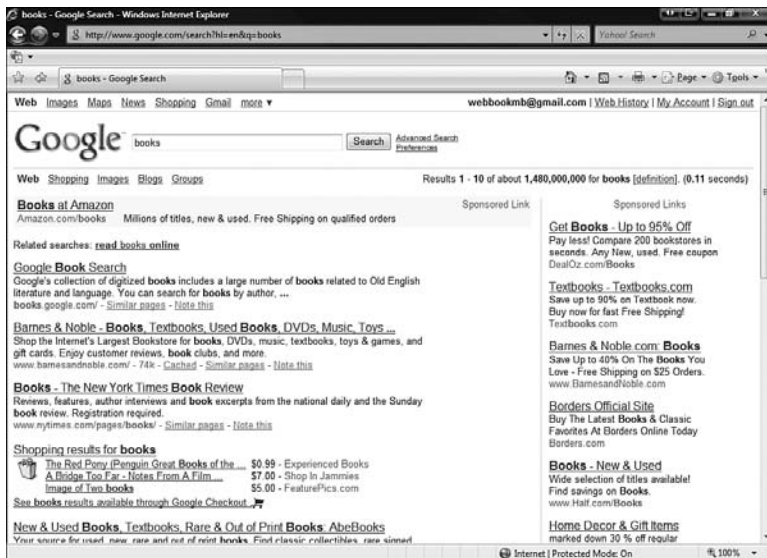 books - Google Search - Windows Internet Explorer
http://www.google.com/search?hl=en&q=books
Yahoo! Search
books - Google Search
Page
Tools
Web Images Maps News Shopping Gmail more ▼
webbookmb@gmail.com | Web History | My Account | Sign out
Google
books
Search
Advanced Search
Preferences
Web Shopping Images Blogs Groups
Results 1 - 10 of about 1,480,000,000 for books [definition]. (0.11 seconds)
Books at Amazon
Sponsored Link
Amazon.com/books Millions of titles, new & used. Free Shipping on qualified orders
Related searches: read books online
Google Book Search
Google's collection of digitized books includes a large number of books related to Old English
literature and language. You can search for books by author, ...
books.google.com/ - Similar pages - Note this
Barnes & Noble - Books, Textbooks, Used Books, DVDs, Music, Toys ...
Shop the Internet's Largest Bookstore for books, DVDs, music, textbooks, toys & games, and
gift cards. Enjoy customer reviews, book clubs, and more.
www.barnesandnoble.com/ - 74k - Cached - Similar pages - Note this
Books - The New York Times Book Review
Reviews, features, author interviews and book excerpts from the national daily and the Sunday
book review. Registration required.
www.nytimes.com/pages/books/ - Similar pages - Note this
Shopping results for books
The Red Pony (Penguin Great Books of the ... $0.99 - Experienced Books
A Bridge Too Far - Notes From A Film ... $7.00 - Shop In Jammies
Image of Two books $5.00 - FeaturePics.com
See books results available through Google Checkout
New & Used Books, Textbooks, Rare & Out of Print Books: AbeBooks
Your source for used, new, rare and out of print books. Find classic collectibles, rare signed
Sponsored Links
Get Books - Up to 95% Off
Pay less! Compare 200 bookstores in
seconds. Any New, used. Free coupon
DealOz.com/Books
Textbooks - Textbooks.com
Save up to 90% on Textbook now.
Buy now for fast Free Shipping!
Textbooks.com
Barnes & Noble.com: Books
Save Up to 40% On The Books You
Love - Free Shipping on $25 Orders.
www.BarnesandNoble.com
Borders Official Site
Buy The Latest Books & Classic
Favorites At Borders Online Today
Borders.com
Books - New & Used
Wide selection of titles available!
Find savings on Books.
www.Half.com/Books
Home Decor & Gift Items
marked down 30 % off regular
Internet | Protected Mode: On
100%